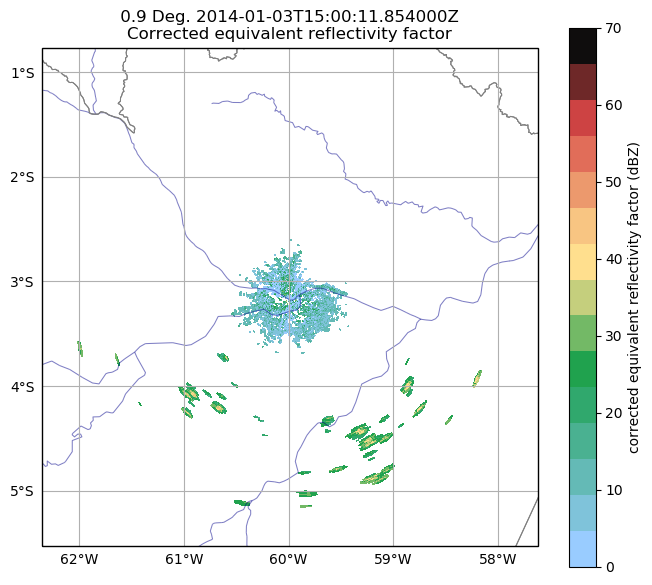 0.9 Deg. 2014-01-03T15:00:11.854000Z
Corrected equivalent reflectivity factor
1°S
2°S
3°S
4°S
5°S
62°W 61°W 60°W 59°W 58°W
70
60
50
40
30
20
10
0
corrected equivalent reflectivity factor (dBZ)